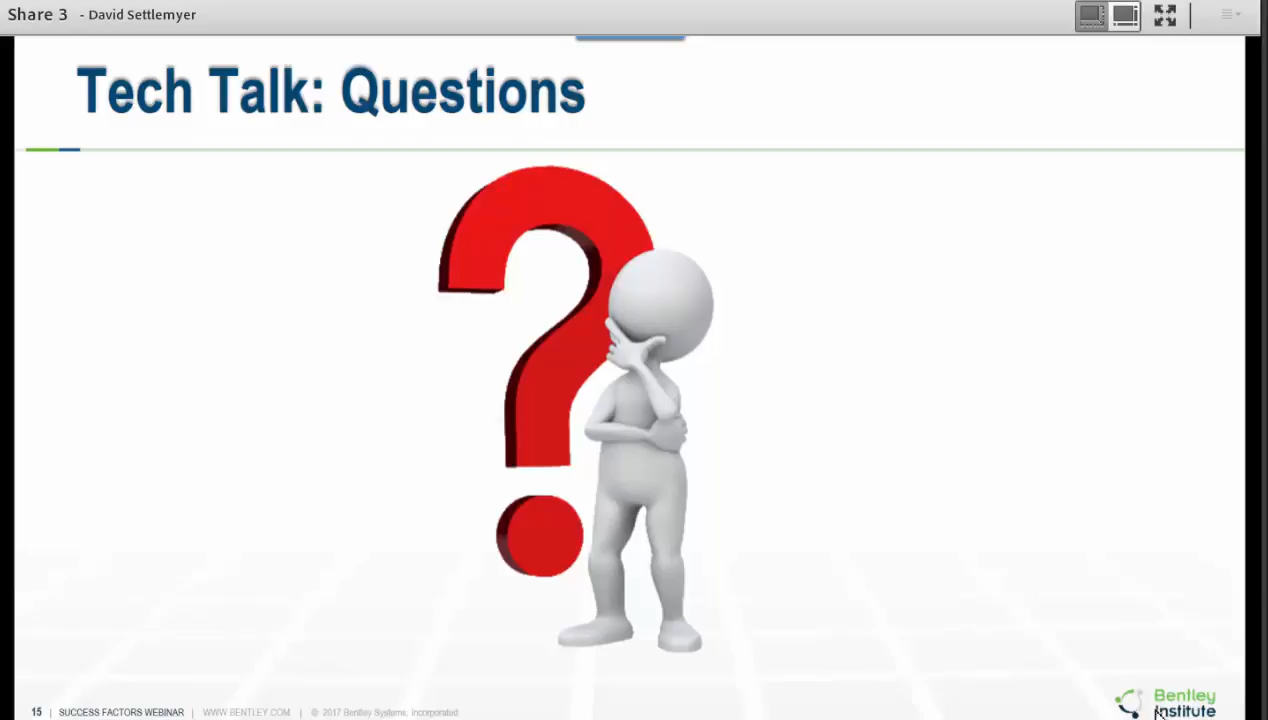 Share 3 - David Settlemyer
Tech Talk: Questions
15 | SUCCESS FACTORS WEBINAR | WWW.BENTLEY.COM | © 2017 Bentley Systems, Incorporated
Bentley
Institute